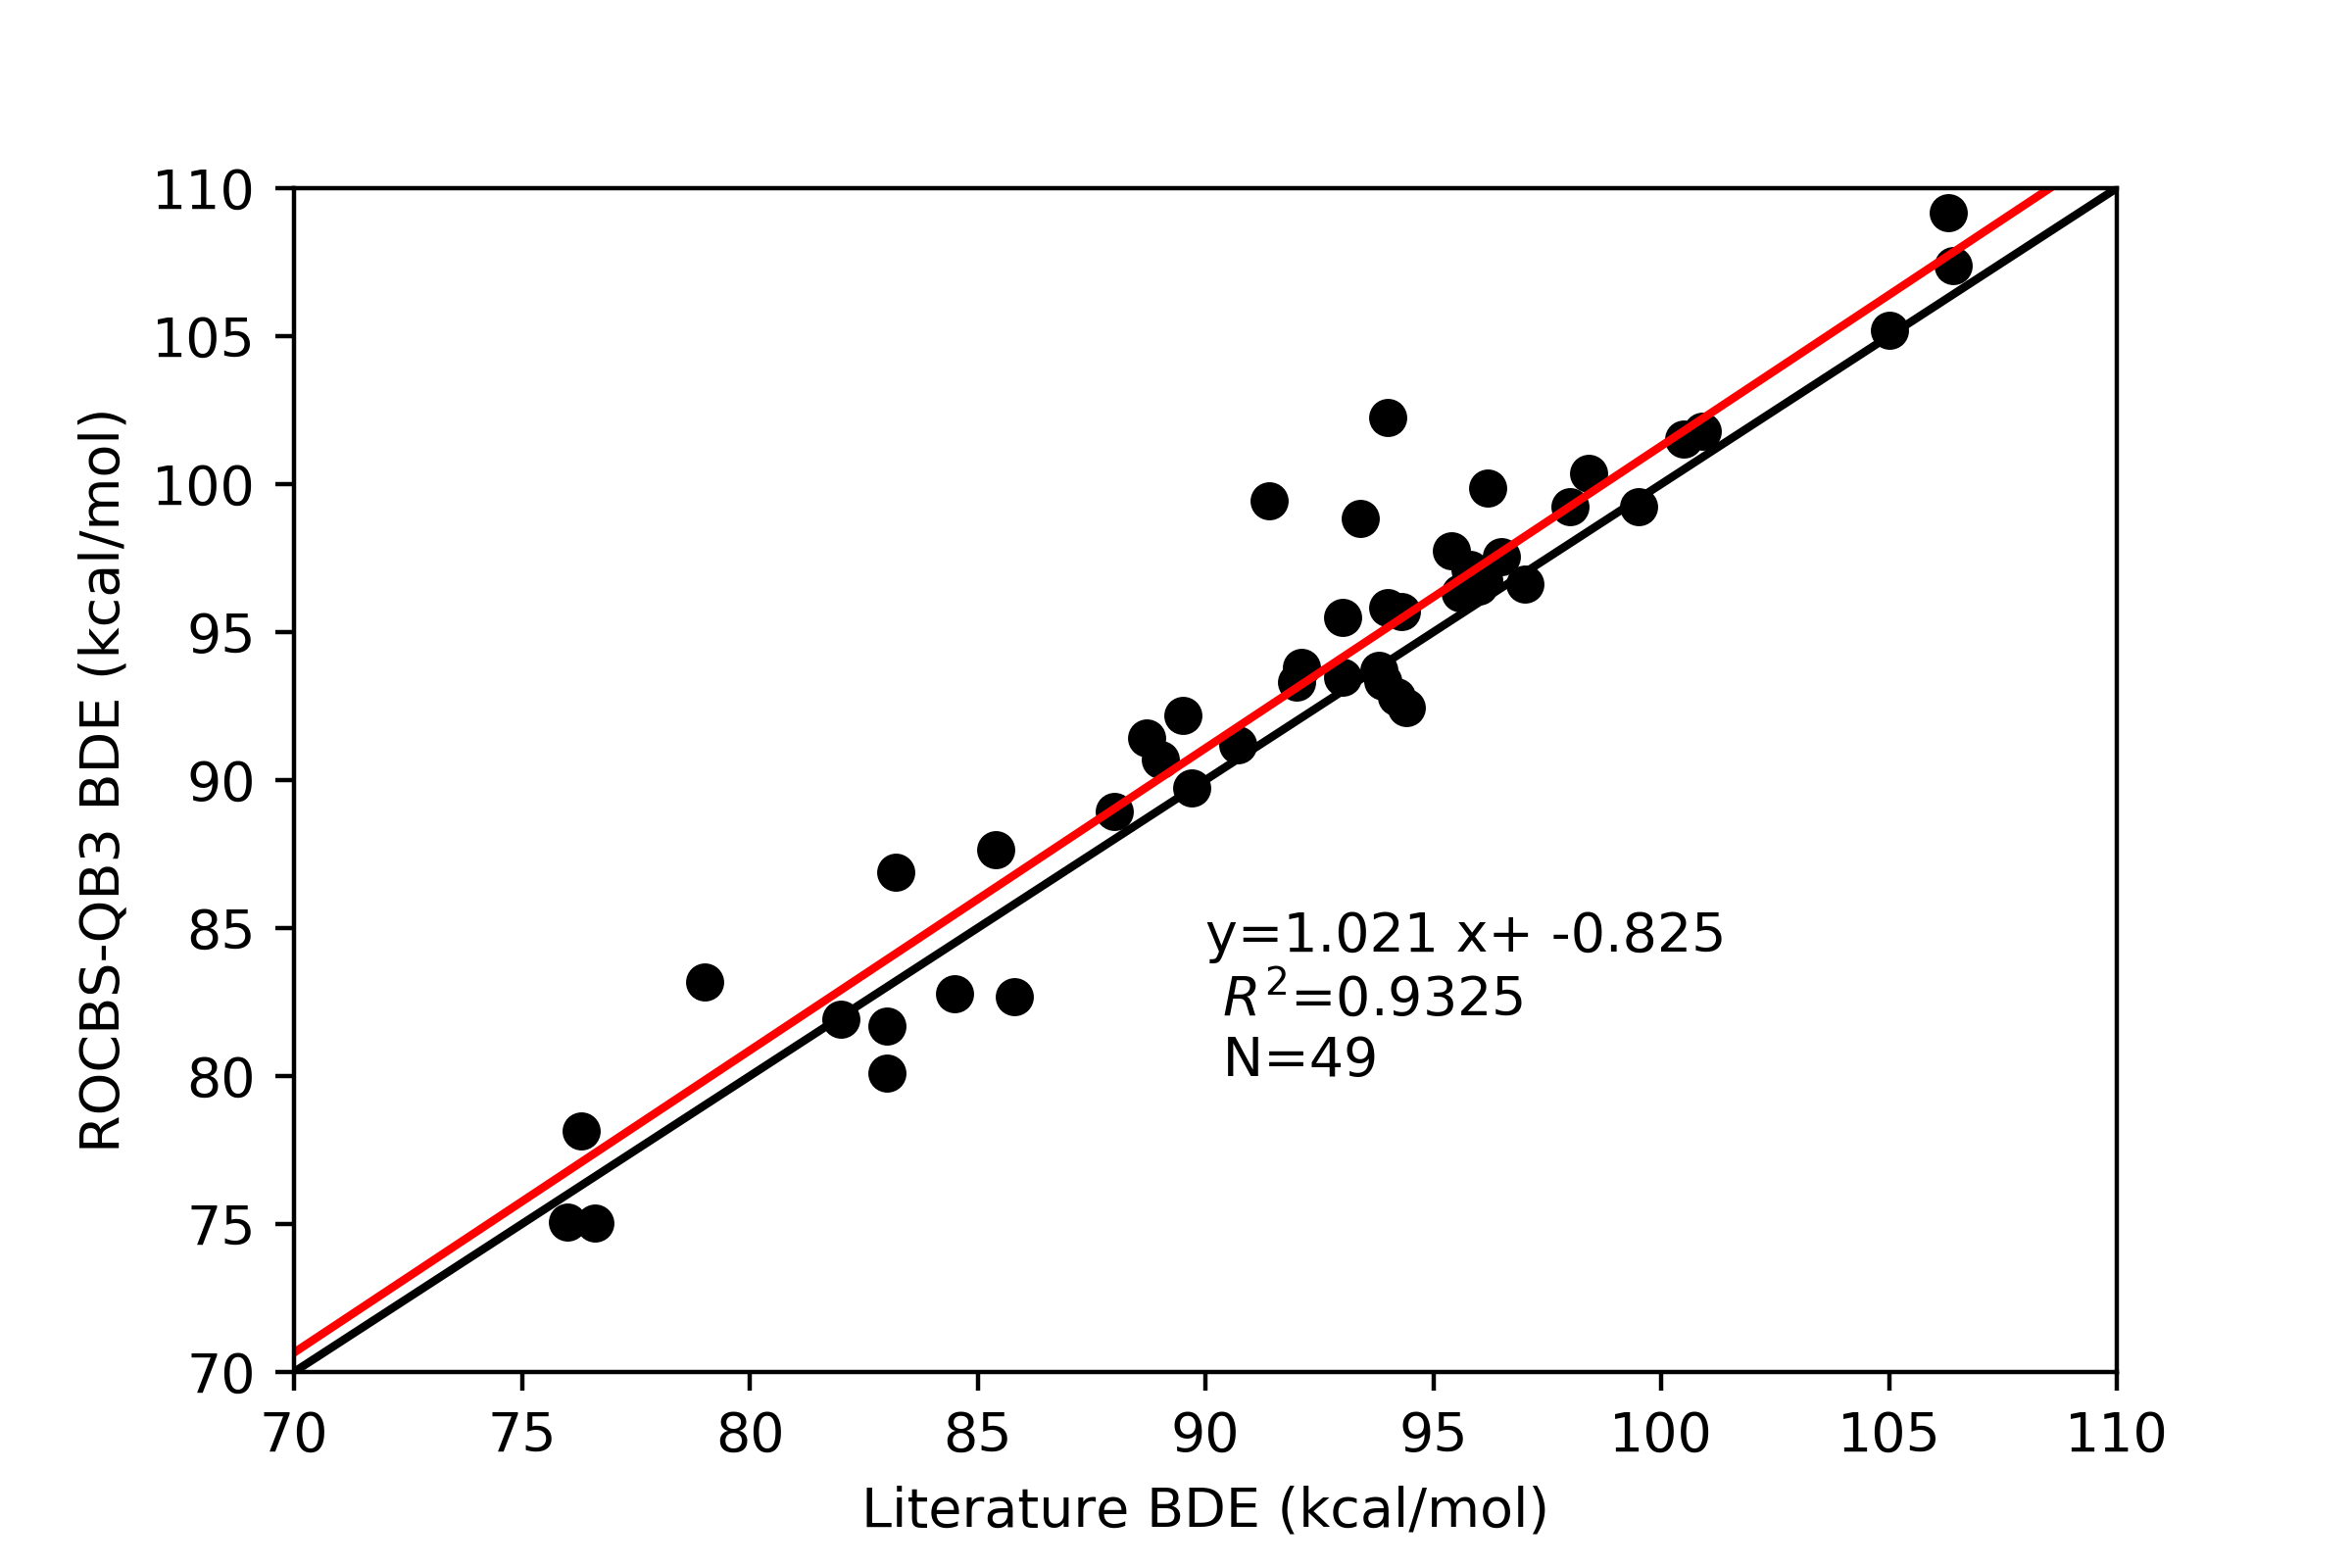 110
105
100
95
90
85
80
75
70
ROCBS-QB3 BDE (kcal/mol)
y=1.021 x+ -0.825
R²=0.9325
N=49
70 75 80 85 90 95 100 105 110
Literature BDE (kcal/mol)